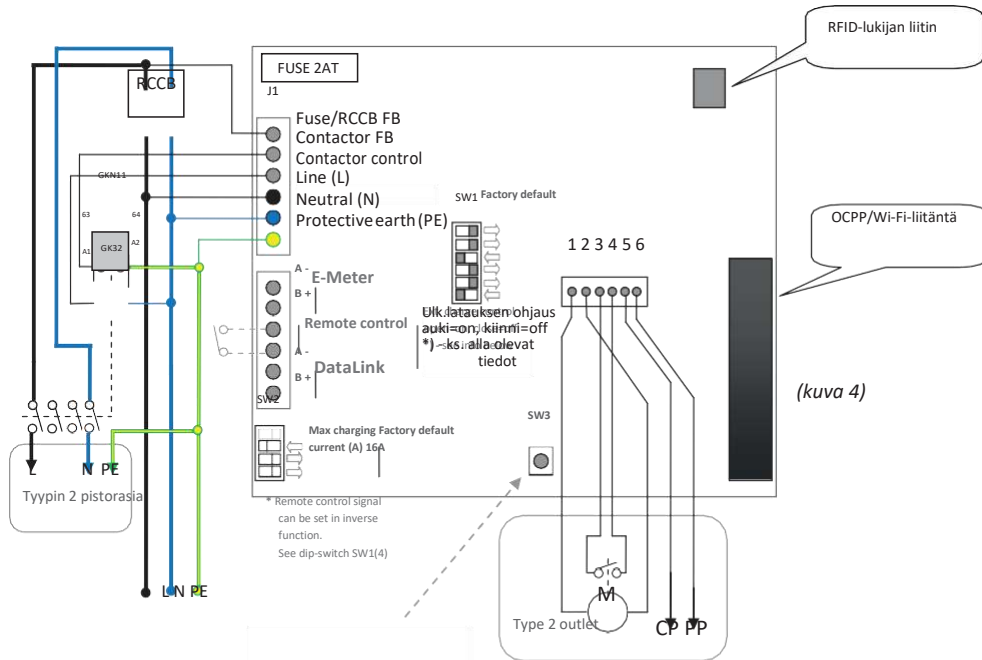 RFID-lukijan liitin
FUSE 2AT
RCCB
J1
Fuse/RCCB FB
Contactor FB
Contactor control
Line (L)
Neutral (N)
Protective earth (PE)
GKN11
63
64
A1
GK32
A2
SW1 Factory default
OCPP/Wi-Fi-liitäntä
1 2 3 4 5 6
A -
E-Meter
B +
Remote control
A -
DataLink
B +
Ulk.latauksen ohjaus
auki=on, kiinni=off
*) - ks. alla olevat
tiedot
(kuva 4)
SW2
SW3
Max charging Factory default
current (A) 16A
L
N PE
Tyypin 2 pistorasia
* Remote control signal
can be set in inverse
function.
See dip-switch SW1(4)
L N PE
M
Type 2 outlet
CP PP